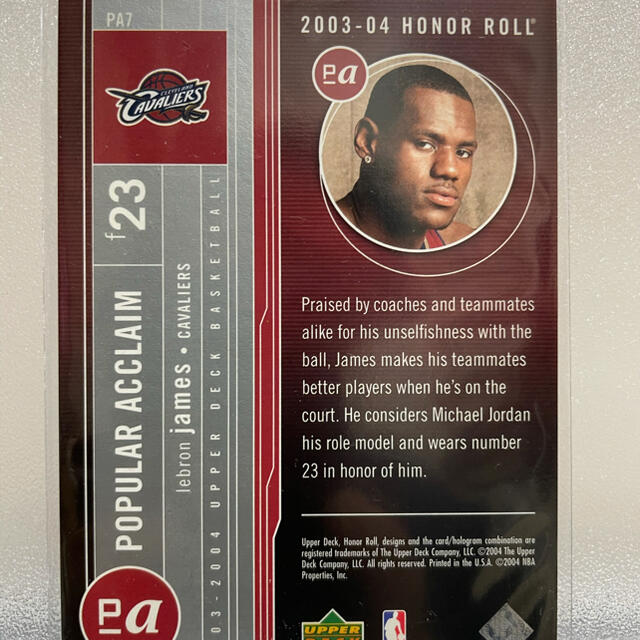 PA7
2003-04 HONOR ROLL
Pa
CLEVELAND
CAVALIERS
f23
POPULAR ACCLAIM
lebron james • CAVALIERS
03-2004 UPPER DECK BASKETBALL
Praised by coaches and teammates
alike for his unselfishness with the
ball, James makes his teammates
better players when he's on the
court. He considers Michael Jordan
his role model and wears number
23 in honor of him.
Upper Deck, Honor Roll, designs and the card/hologram combination are
registered trademarks of The Upper Deck Company, LLC. ©2004 The Upper
Deck Company, LLC. All rights reserved. Printed in the U.S.A. ©2004 NBA
Properties, Inc.
Pa
UPPER
DECK
NBA